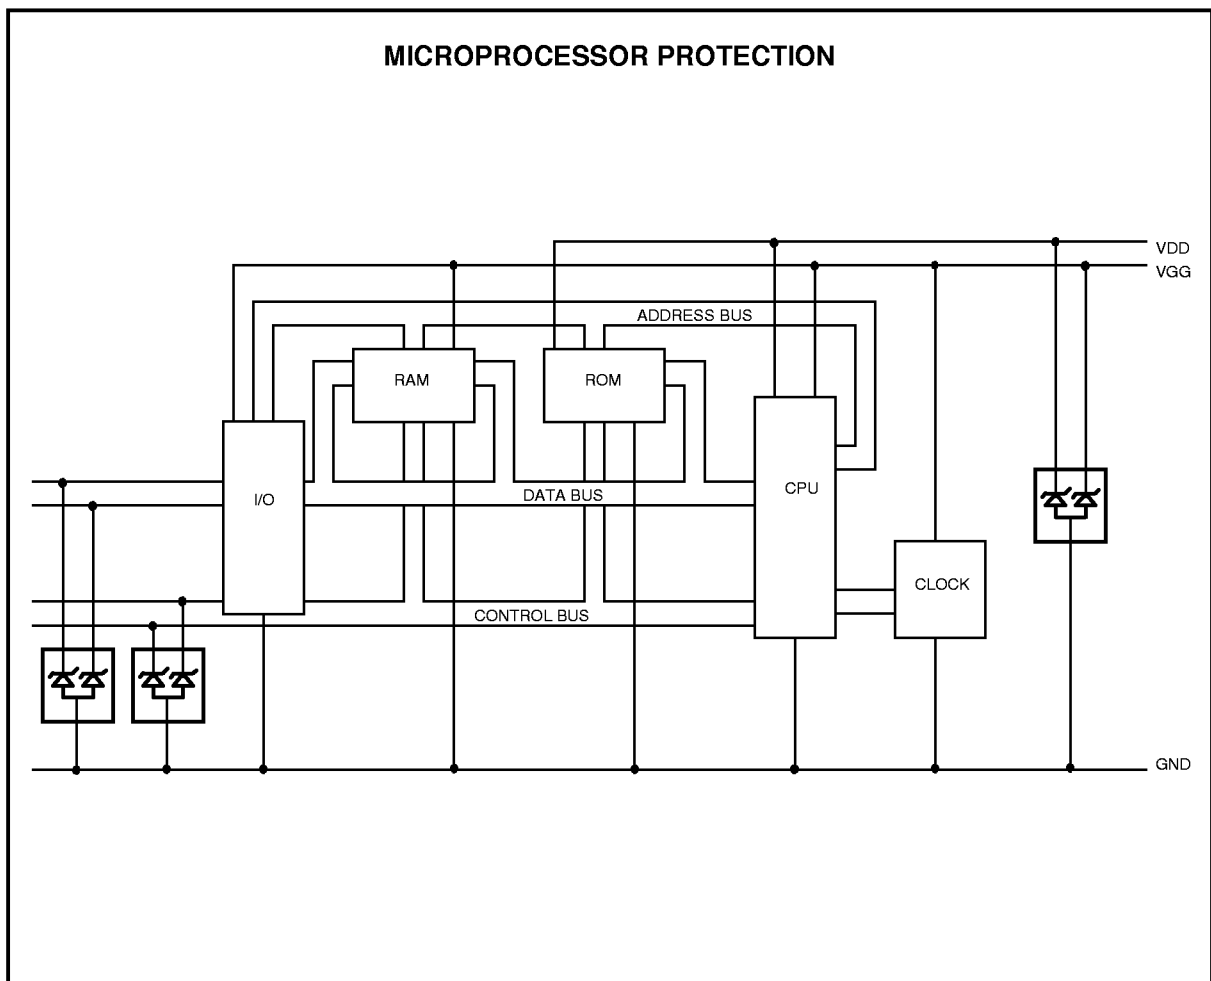 MICROPROCESSOR PROTECTION
VDD
VGG
ADDRESS BUS
RAM
ROM
I/O
DATA BUS
CPU
CLOCK
CONTROL BUS
GND